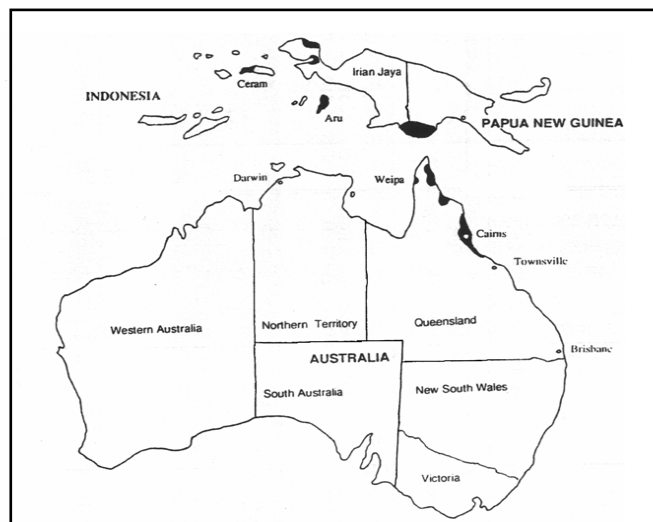 Irian Jaya
Ceram
INDONESIA
Aru
PAPUA NEW GUINEA
Darwin
Weipa
Cairns
Townsville
Western Australia
Northern Territory
Queensland
Brisbane
AUSTRALIA
South Australia
New South Wales
Victoria